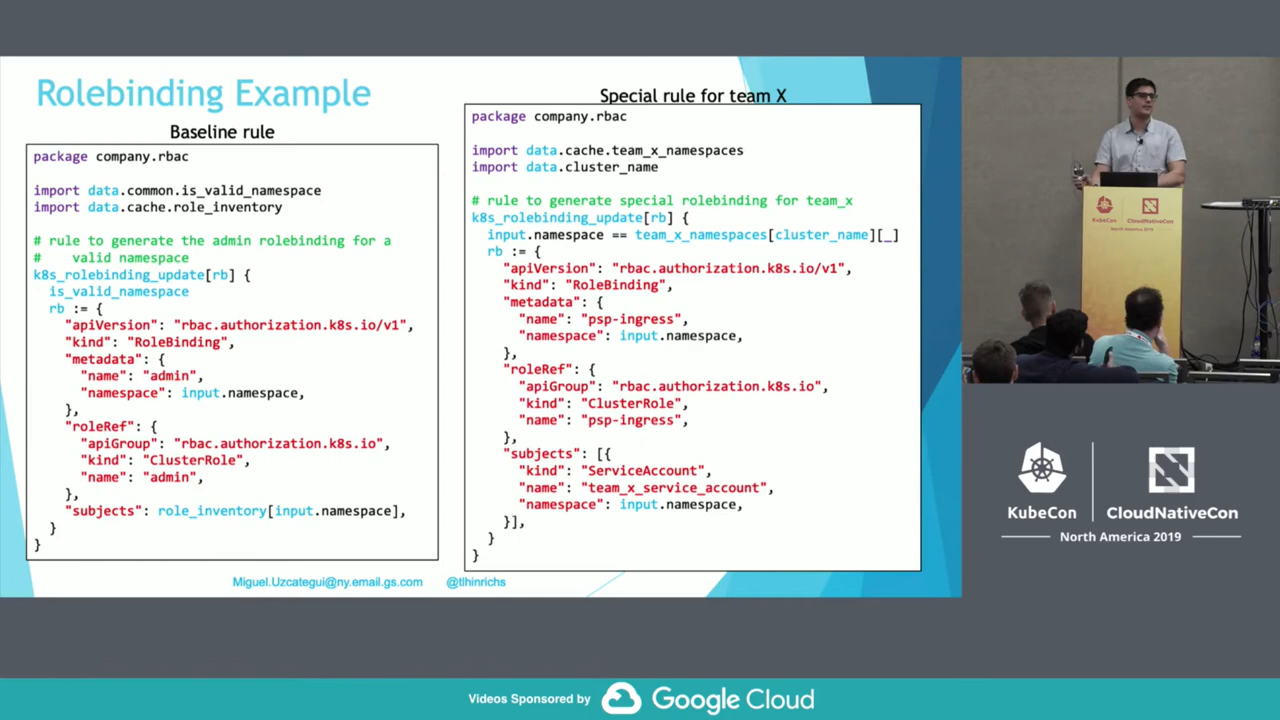 Rolebinding Example
Baseline rule
package company.rbac
import data.common.is_valid_namespace
import data.cache.role_inventory
# rule to generate the admin rolebinding for a
#    valid namespace
k8s_rolebinding_update[rb] {
  is_valid_namespace
  rb := {
    "apiVersion": "rbac.authorization.k8s.io/v1",
    "kind": "RoleBinding",
    "metadata": {
      "name": "admin",
      "namespace": input.namespace,
    },
    "roleRef": {
      "apiGroup": "rbac.authorization.k8s.io",
      "kind": "ClusterRole",
      "name": "admin",
    },
    "subjects": role_inventory[input.namespace],
  }
}
Special rule for team X
package company.rbac
import data.cache.team_x_namespaces
import data.cluster_name
# rule to generate special rolebinding for team_x
k8s_rolebinding_update[rb] {
  input.namespace == team_x_namespaces[cluster_name][_]
  rb := {
    "apiVersion": "rbac.authorization.k8s.io/v1",
    "kind": "RoleBinding",
    "metadata": {
      "name": "psp-ingress",
      "namespace": input.namespace,
    },
    "roleRef": {
      "apiGroup": "rbac.authorization.k8s.io",
      "kind": "ClusterRole",
      "name": "psp-ingress",
    },
    "subjects": [{
      "kind": "ServiceAccount",
      "name": "team_x_service_account",
      "namespace": input.namespace,
    }],
  }
}
Miguel.Uzcategui@ny.email.gs.com @tlhinrichs
KubeCon CloudNativeCon
North America 2019
KubeCon CloudNativeCon
North America 2019
Videos Sponsored by Google Cloud